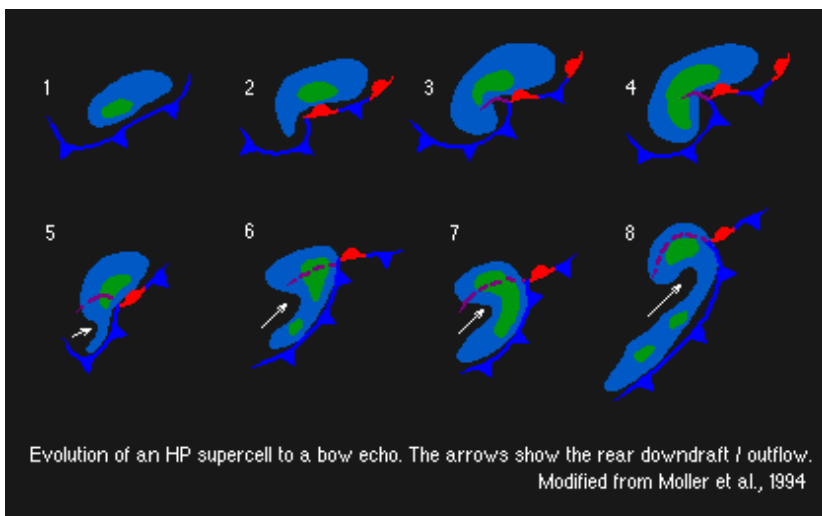 1 2 3 4
5 6 7 8
Evolution of an HP supercell to a bow echo. The arrows show the rear downdraft / outflow.
Modified from Moller et al., 1994